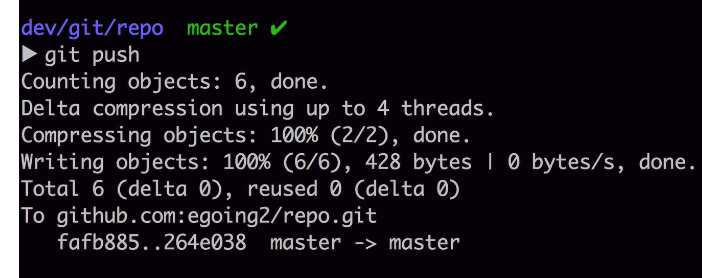 dev/git/repo master ✔
▶ git push
Counting objects: 6, done.
Delta compression using up to 4 threads.
Compressing objects: 100% (2/2), done.
Writing objects: 100% (6/6), 428 bytes | 0 bytes/s, done.
Total 6 (delta 0), reused 0 (delta 0)
To github.com:egoing2/repo.git
   fafb885..264e038  master -> master